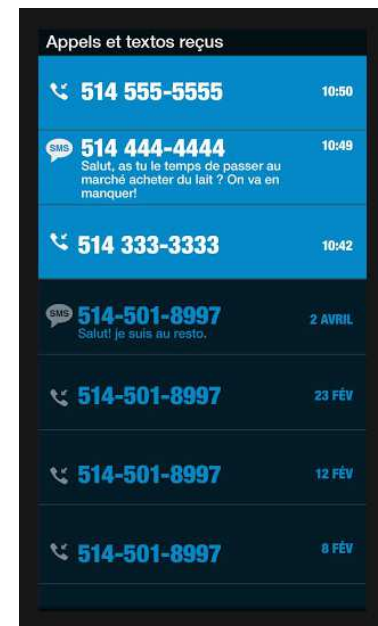 Appels et textos reçus
514 555-5555 10:50
SMS 514 444-4444 10:49
Salut, as tu le temps de passer au
marché acheter du lait ? On va en
manquer!
514 333-3333 10:42
SMS 514-501-8997 2 AVRIL
Salut! je suis au resto.
514-501-8997 23 FÉV
514-501-8997 12 FÉV
514-501-8997 8 FÉV